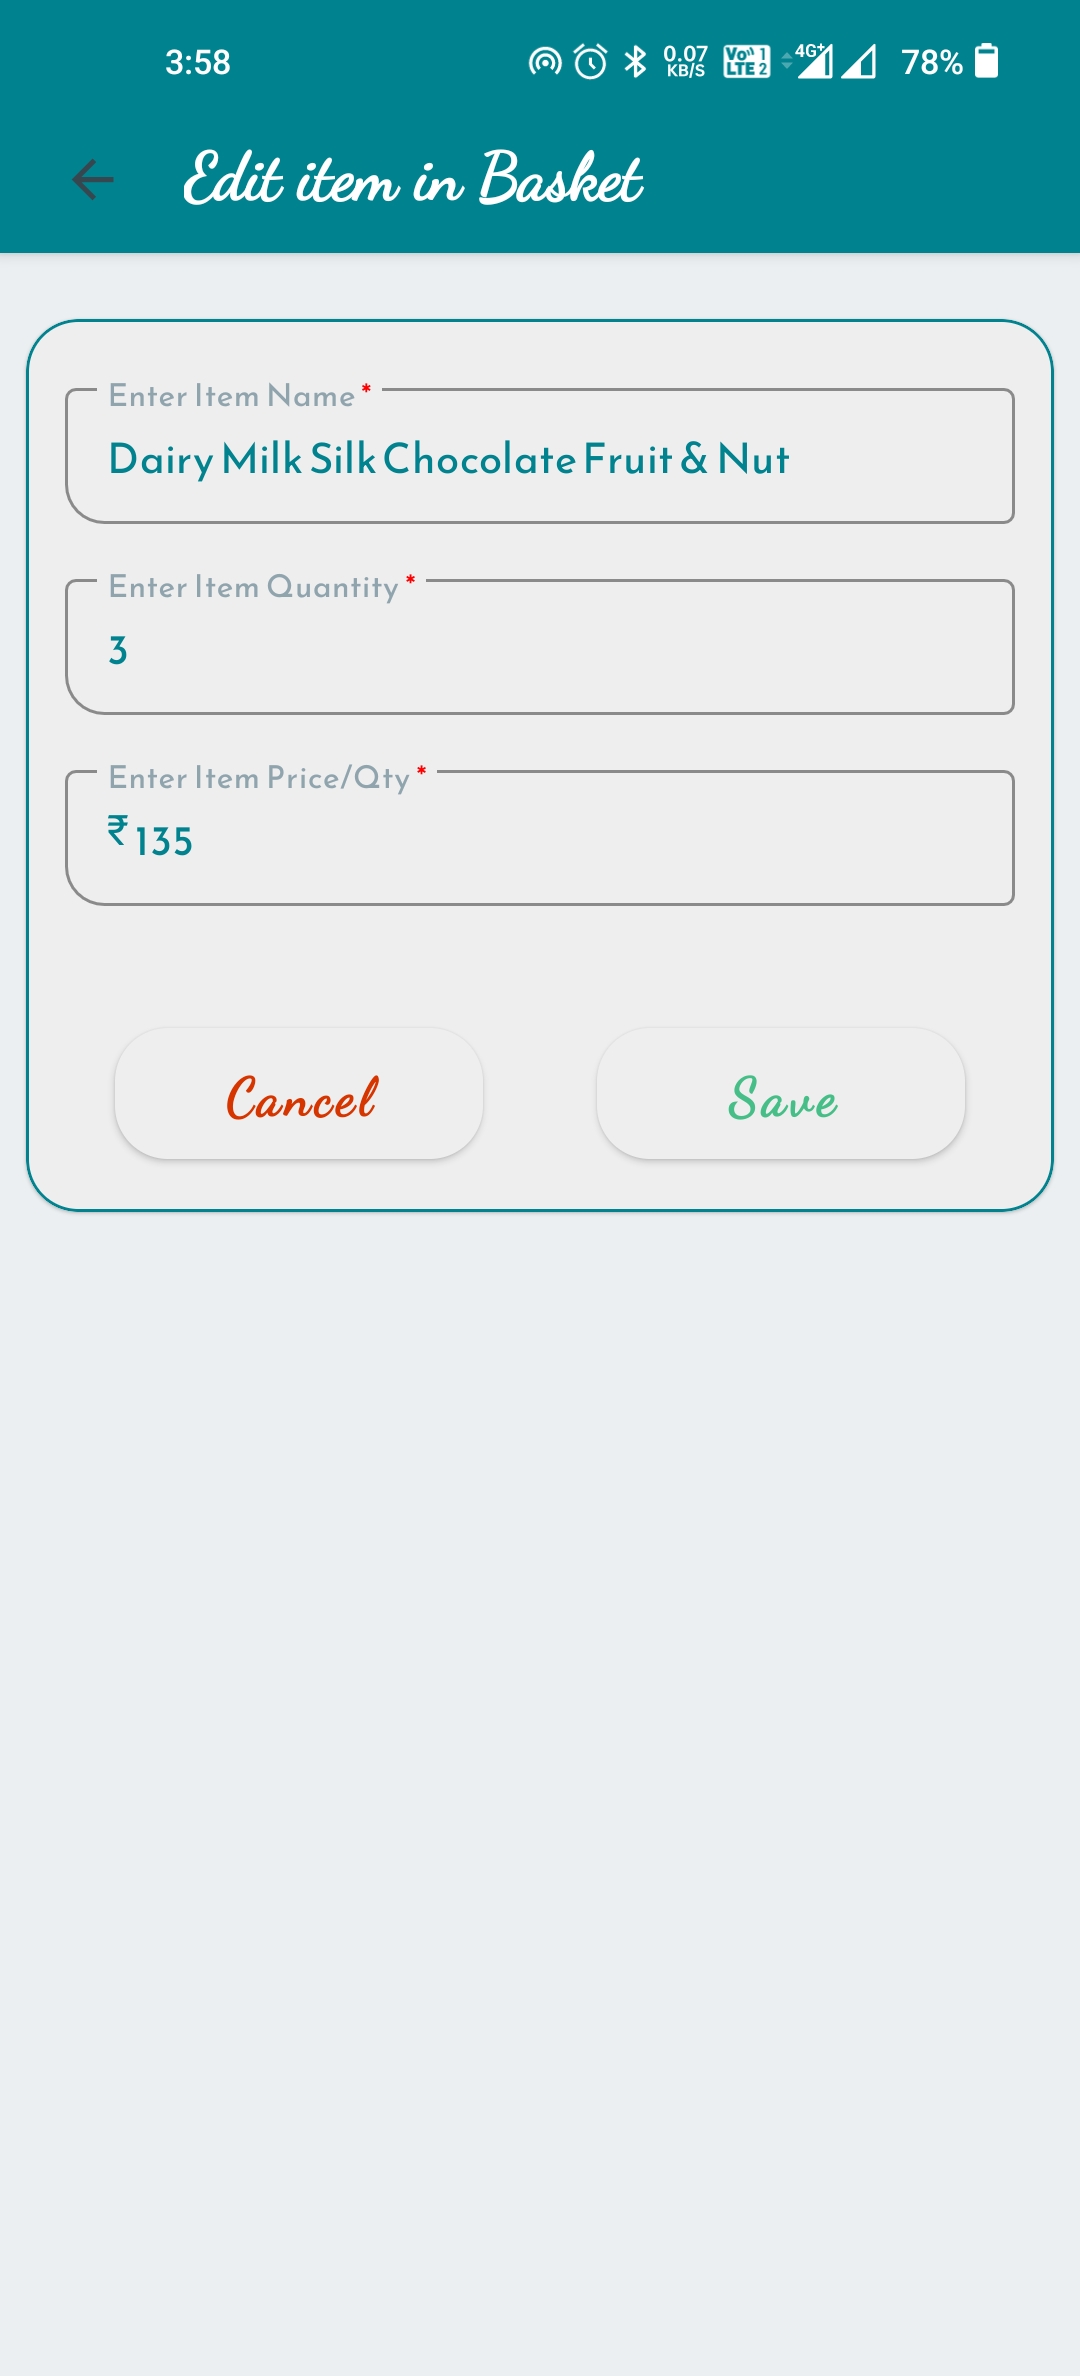 3:58 0.07 KB/S Vo 1 LTE 2 4G+ 78%
Edit item in Basket
Enter Item Name *
Dairy Milk Silk Chocolate Fruit & Nut
Enter Item Quantity *
3
Enter Item Price/Qty *
₹ 135
Cancel Save